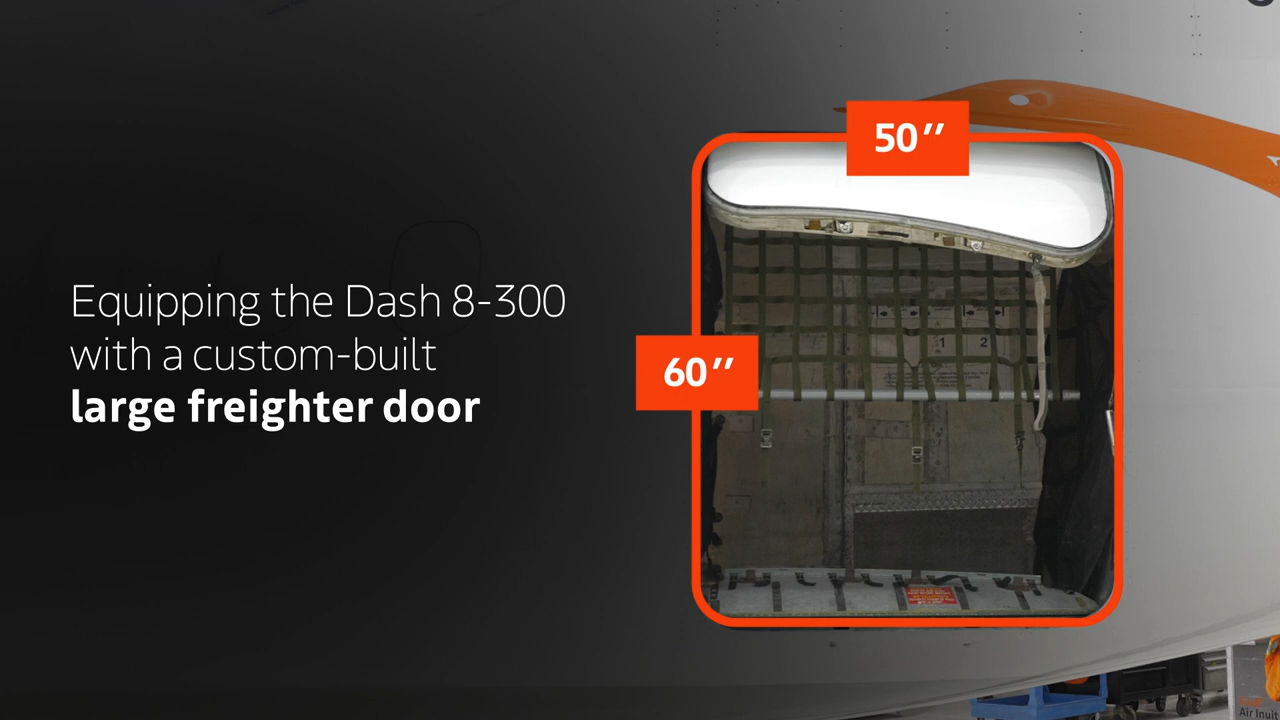 50″
60″
Equipping the Dash 8-300
with a custom-built
large freighter door
1 2
Air Inuit